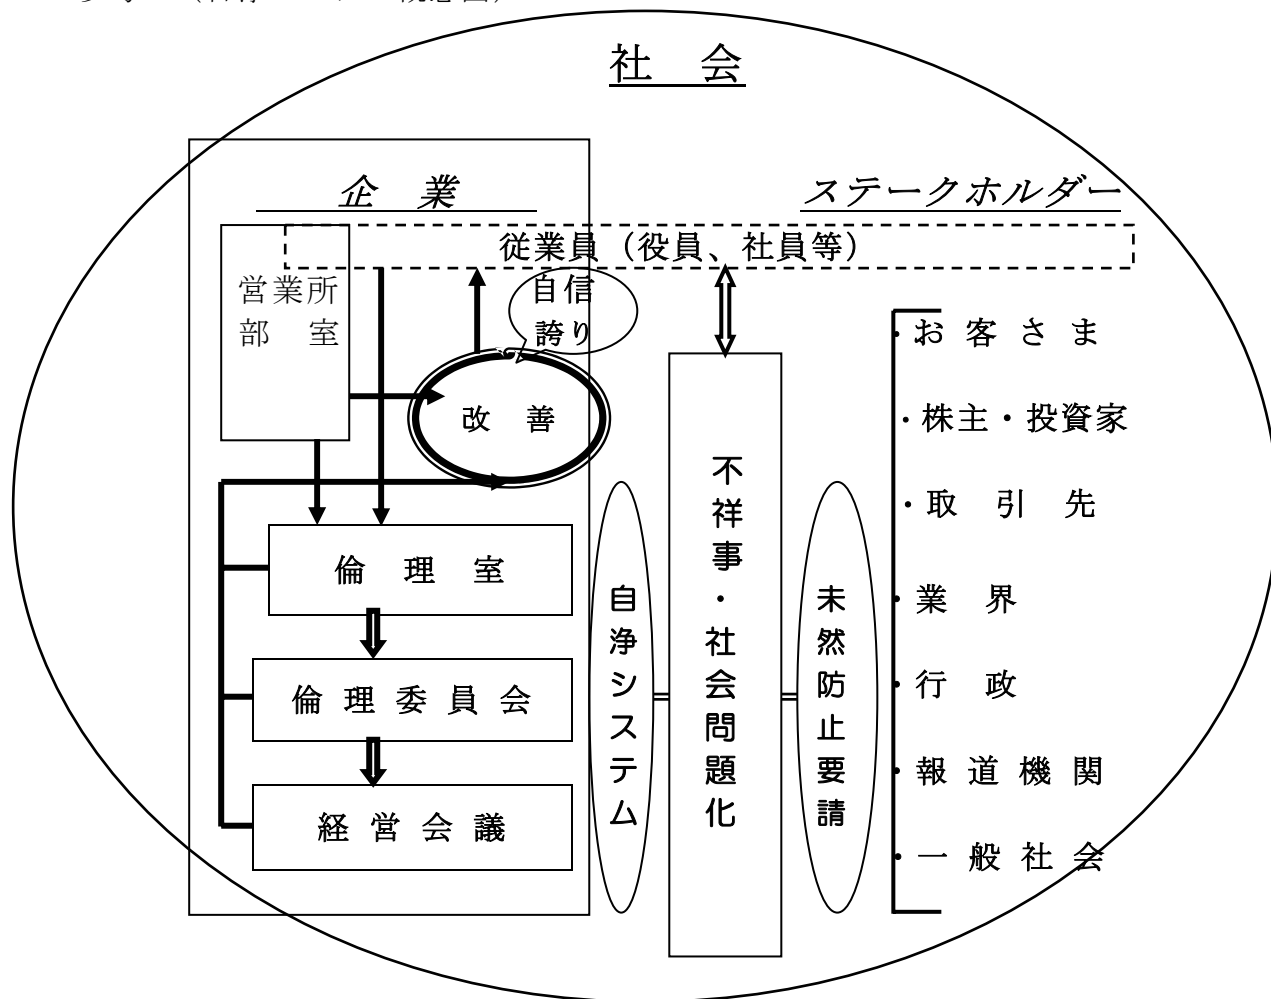 社　会
企　業
ステークホルダー
従業員（役員、社員等）
営業所
部　室
自信
誇り
改　善
倫　理　室
倫 理 委 員 会
経 営 会 議
自浄システム
不祥事・社会問題化
未然防止要請
・お 客 さ ま
・株主・投資家
・取　引　先
・業　界
・行　政
・報 道 機 関
・一 般 社 会